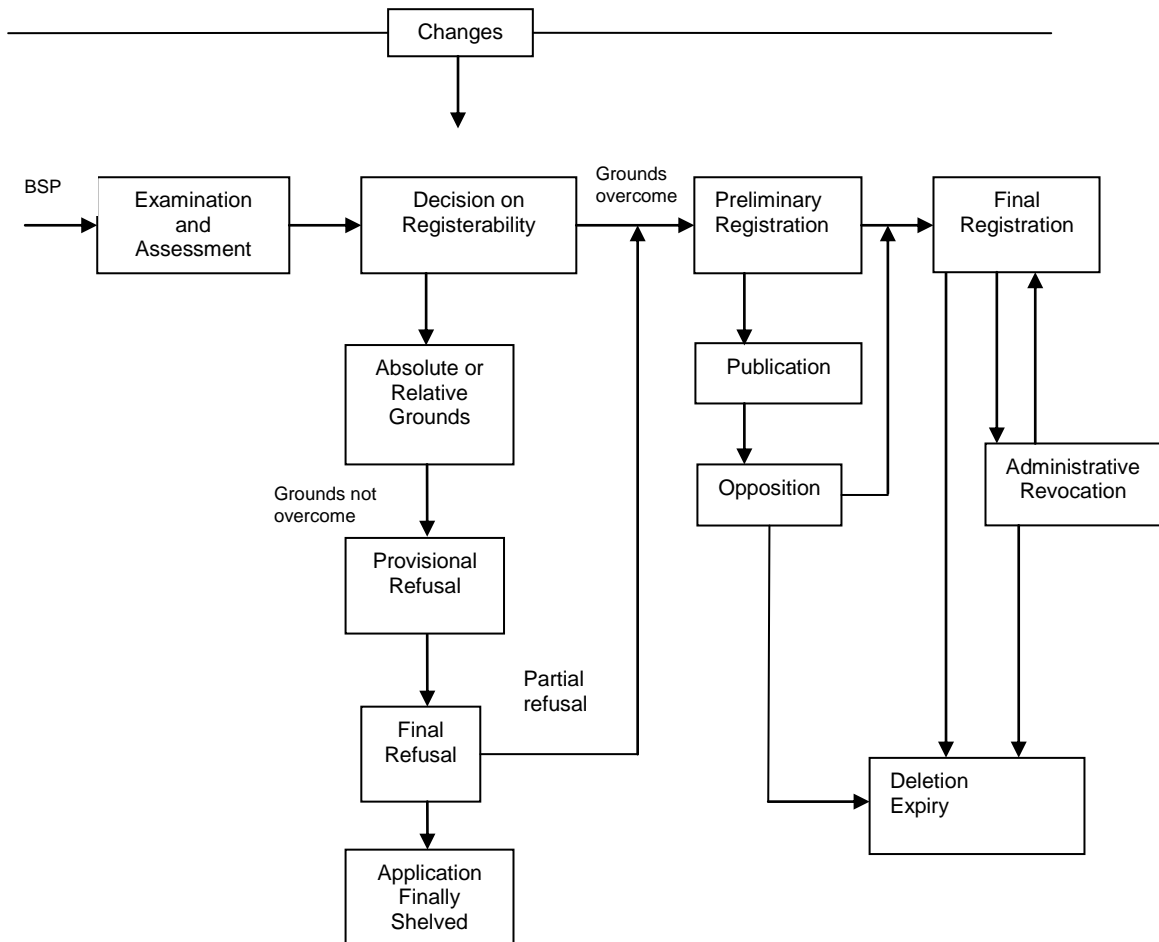 Changes
BSP
Examination
and
Assessment
Decision on
Registerability
Grounds
overcome
Preliminary
Registration
Final
Registration
Absolute or
Relative
Grounds
Publication
Grounds not
overcome
Opposition
Administrative
Revocation
Provisional
Refusal
Partial
refusal
Final
Refusal
Deletion
Expiry
Application
Finally
Shelved